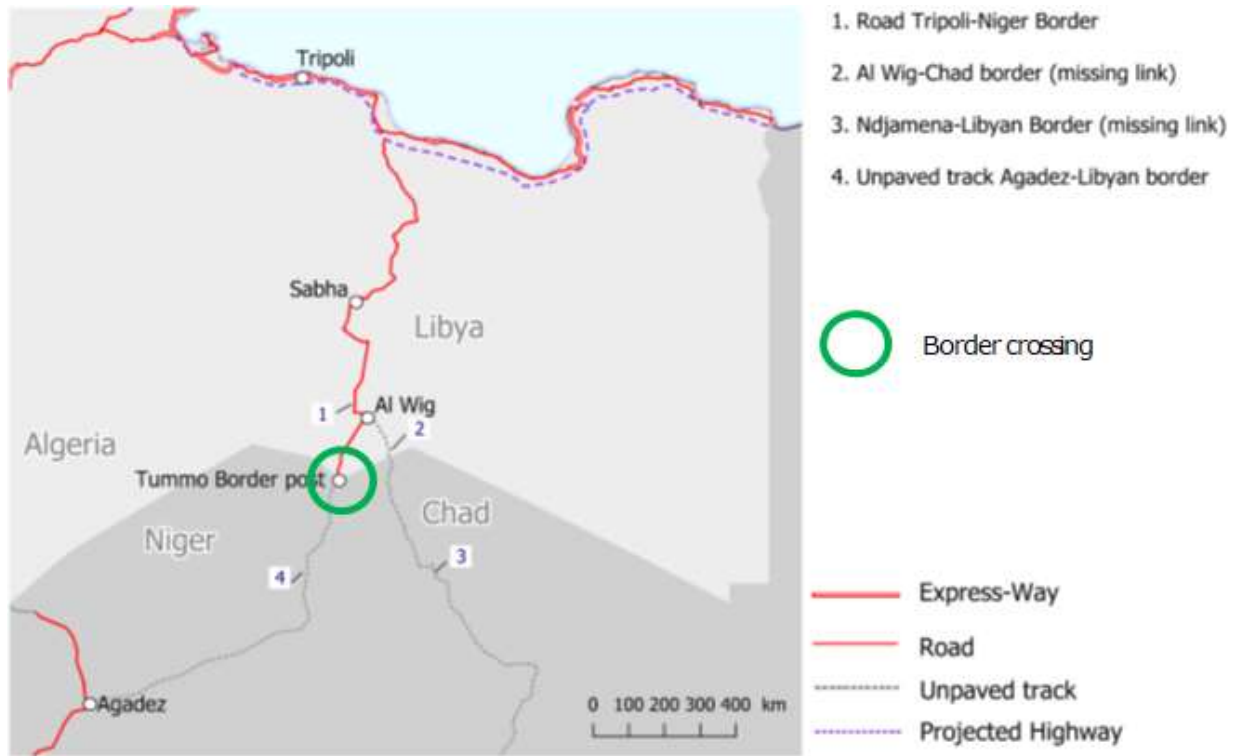 Tripoli
Sabha
Libya
1
Al Wig
2
Algeria
Tummo Border post
Chad
Niger
3
4
Agadez
0 100 200 300 400 km
1. Road Tripoli-Niger Border
2. Al Wig-Chad border (missing link)
3. Ndjamena-Libyan Border (missing link)
4. Unpaved track Agadez-Libyan border
Border crossing
Express-Way
Road
Unpaved track
Projected Highway